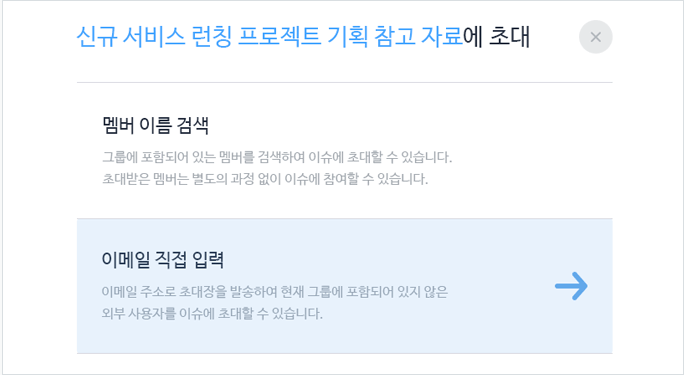 신규 서비스 런칭 프로젝트 기획 참고 자료에 초대
멤버 이름 검색
그룹에 포함되어 있는 멤버를 검색하여 이슈에 초대할 수 있습니다.
초대받은 멤버는 별도의 과정 없이 이슈에 참여할 수 있습니다.
이메일 직접 입력
이메일 주소로 초대장을 발송하여 현재 그룹에 포함되어 있지 않은
외부 사용자를 이슈에 초대할 수 있습니다.